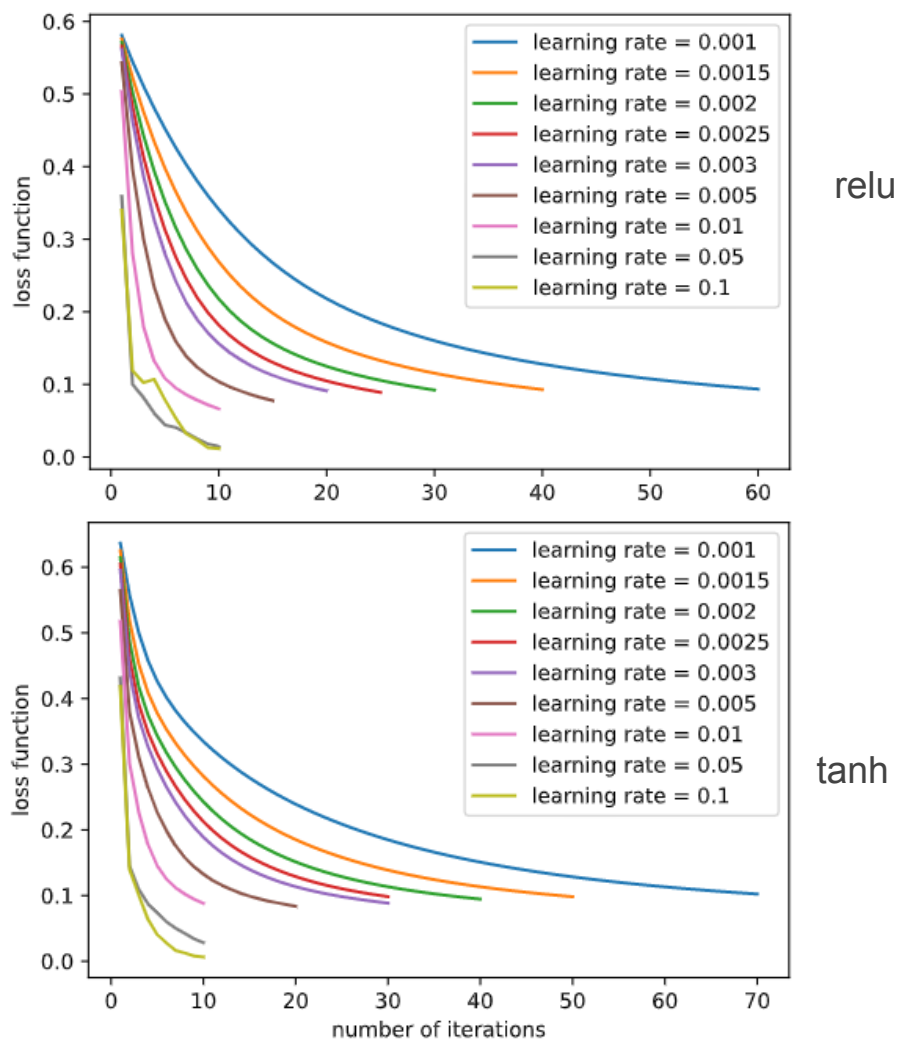 0.6
0.5
0.4
0.3
0.2
0.1
0.0
loss function
learning rate = 0.001
learning rate = 0.0015
learning rate = 0.002
learning rate = 0.0025
learning rate = 0.003
learning rate = 0.005
learning rate = 0.01
learning rate = 0.05
learning rate = 0.1
relu
0 10 20 30 40 50 60
0.6
0.5
0.4
0.3
0.2
0.1
0.0
loss function
learning rate = 0.001
learning rate = 0.0015
learning rate = 0.002
learning rate = 0.0025
learning rate = 0.003
learning rate = 0.005
learning rate = 0.01
learning rate = 0.05
learning rate = 0.1
tanh
0 10 20 30 40 50 60 70
number of iterations